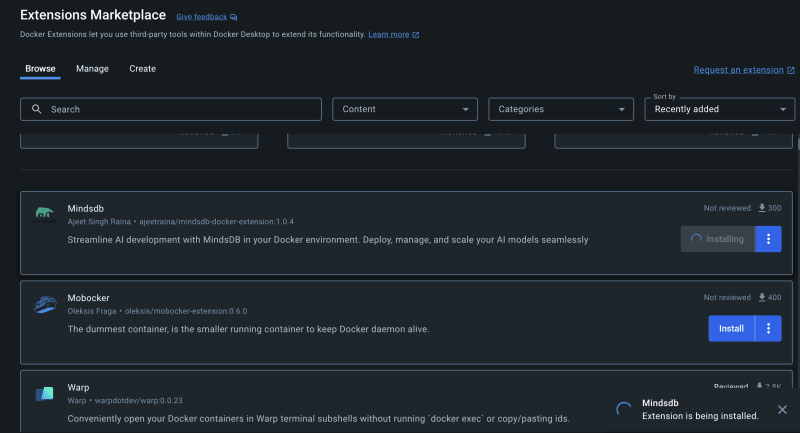 Extensions Marketplace Give feedback
Docker Extensions let you use third-party tools within Docker Desktop to extend its functionality. Learn more
Browse Manage Create
Request an extension
Search
Content
Categories
Sort by
Recently added
Mindsdb
Not reviewed 300
Ajeet Singh Raina • ajeetraina/mindsdb-docker-extension:1.0.4
Streamline AI development with MindsDB in your Docker environment. Deploy, manage, and scale your AI models seamlessly
Installing
Mobocker
Not reviewed 400
Oleksis Fraga • oleksis/mobocker-extension:0.6.0
The dummest container, is the smaller running container to keep Docker daemon alive.
Install
Warp
Reviewed 2.8K
Warp • warpdotdev/warp:0.0.23
Conveniently open your Docker containers in Warp terminal subshells without running `docker exec` or copy/pasting ids.
Mindsdb
Extension is being installed.